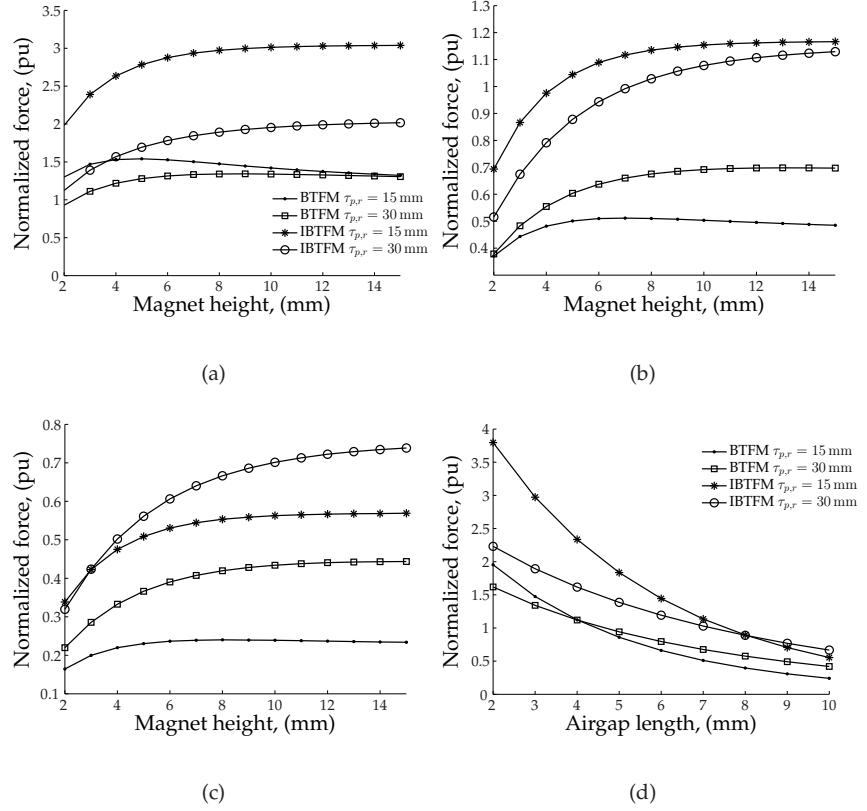 3.5
3
2.5
2
1.5
1
0.5
0
Normalized force, (pu)
2 4 6 8 10 12 14
Magnet height, (mm)
BTFM τp,r = 15 mm
BTFM τp,r = 30 mm
IBTFM τp,r = 15 mm
IBTFM τp,r = 30 mm
(a)
1.3
1.2
1.1
1
0.9
0.8
0.7
0.6
0.5
0.4
Normalized force, (pu)
2 4 6 8 10 12 14
Magnet height, (mm)
(b)
0.8
0.7
0.6
0.5
0.4
0.3
0.2
0.1
Normalized force, (pu)
2 4 6 8 10 12 14
Magnet height, (mm)
(c)
4
3.5
3
2.5
2
1.5
1
0.5
0
Normalized force, (pu)
2 3 4 5 6 7 8 9 10
Airgap length, (mm)
BTFM τp,r = 15 mm
BTFM τp,r = 30 mm
IBTFM τp,r = 15 mm
IBTFM τp,r = 30 mm
(d)